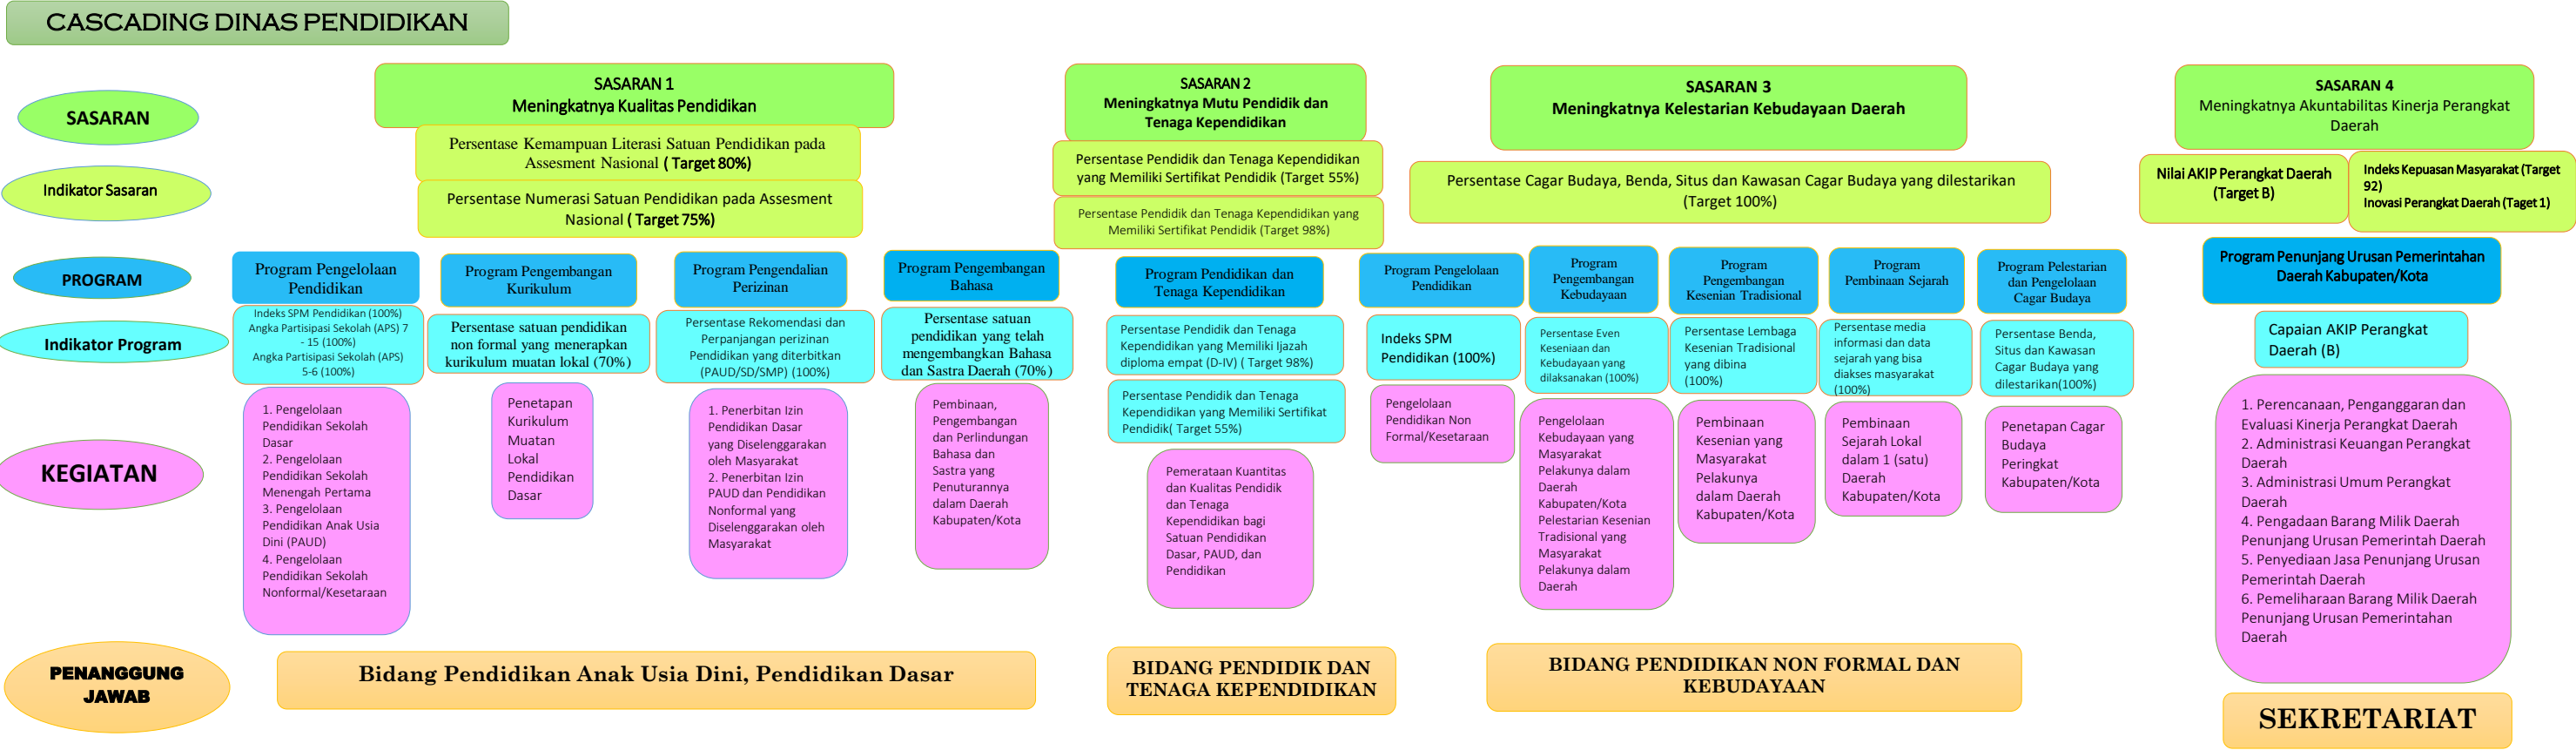 CASCADING DINAS PENDIDIKAN
SASARAN
SASARAN 1
Meningkatnya Kualitas Pendidikan
SASARAN 2
Meningkatnya Mutu Pendidik dan
Tenaga Kependidikan
SASARAN 3
Meningkatnya Kelestarian Kebudayaan Daerah
SASARAN 4
Meningkatnya Akuntabilitas Kinerja Perangkat
Daerah
Indikator Sasaran
Persentase Kemampuan Literasi Satuan Pendidikan pada
Assesment Nasional ( Target 80%)
Persentase Numerasi Satuan Pendidikan pada Assesment
Nasional ( Target 75%)
Persentase Pendidik dan Tenaga Kependidikan
yang Memiliki Sertifikat Pendidik (Target 55%)
Persentase Pendidik dan Tenaga Kependidikan yang
Memiliki Sertifikat Pendidik (Target 98%)
Persentase Cagar Budaya, Benda, Situs dan Kawasan Cagar Budaya yang dilestarikan
(Target 100%)
Nilai AKIP Perangkat Daerah
(Target B)
Indeks Kepuasan Masyarakat (Target
92)
Inovasi Perangkat Daerah (Taget 1)
PROGRAM
Program Pengelolaan
Pendidikan
Program Pengembangan
Kurikulum
Program Pengendalian
Perizinan
Program Pengembangan
Bahasa
Program Pendidikan dan
Tenaga Kependidikan
Program Pengelolaan
Pendidikan
Program
Pengembangan
Kebudayaan
Program
Pengembangan
Kesenian Tradisional
Program
Pembinaan Sejarah
Program Pelestarian
dan Pengelolaan
Cagar Budaya
Program Penunjang Urusan Pemerintahan
Daerah Kabupaten/Kota
Indikator Program
Indeks SPM Pendidikan (100%)
Angka Partisipasi Sekolah (APS) 7
- 15 (100%)
Angka Partisipasi Sekolah (APS)
5-6 (100%)
Persentase satuan pendidikan
non formal yang menerapkan
kurikulum muatan lokal (70%)
Persentase Rekomendasi dan
Perpanjangan perizinan
Pendidikan yang diterbitkan
(PAUD/SD/SMP) (100%)
Persentase satuan
pendidikan yang telah
mengembangkan Bahasa
dan Sastra Daerah (70%)
Persentase Pendidik dan Tenaga
Kependidikan yang Memiliki Ijazah
diploma empat (D-IV) ( Target 98%)
Persentase Pendidik dan Tenaga
Kependidikan yang Memiliki Sertifikat
Pendidik( Target 55%)
Indeks SPM
Pendidikan (100%)
Persentase Even
Keseniaan dan
Kebudayaan yang
dilaksanakan (100%)
Persentase Lembaga
Kesenian Tradisional
yang dibina
(100%)
Persentase media
informasi dan data
sejarah yang bisa
diakses masyarakat
(100%)
Persentase Benda,
Situs dan Kawasan
Cagar Budaya yang
dilestarikan(100%)
Capaian AKIP Perangkat
Daerah (B)
KEGIATAN
1. Pengelolaan
Pendidikan Sekolah
Dasar
2. Pengelolaan
Pendidikan Sekolah
Menengah Pertama
3. Pengelolaan
Pendidikan Anak Usia
Dini (PAUD)
4. Pengelolaan
Pendidikan Sekolah
Nonformal/Kesetaraan
Penetapan
Kurikulum
Muatan
Lokal
Pendidikan
Dasar
1. Penerbitan Izin
Pendidikan Dasar
yang Diselenggarakan
oleh Masyarakat
2. Penerbitan Izin
PAUD dan Pendidikan
Nonformal yang
Diselenggarakan oleh
Masyarakat
Pembinaan,
Pengembangan
dan Perlindungan
Bahasa dan
Sastra yang
Penuturannya
dalam Daerah
Kabupaten/Kota
Pemerataan Kuantitas
dan Kualitas Pendidik
dan Tenaga
Kependidikan bagi
Satuan Pendidikan
Dasar, PAUD, dan
Pendidikan
Pengelolaan
Pendidikan Non
Formal/Kesetaraan
Pengelolaan
Kebudayaan yang
Masyarakat
Pelakunya dalam
Daerah
Kabupaten/Kota
Pelestarian Kesenian
Tradisional yang
Masyarakat
Pelakunya dalam
Daerah
Pembinaan
Kesenian yang
Masyarakat
Pelakunya
dalam Daerah
Kabupaten/Kota
Pembinaan
Sejarah Lokal
dalam 1 (satu)
Daerah
Kabupaten/Kota
Penetapan Cagar
Budaya
Peringkat
Kabupaten/Kota
1. Perencanaan, Penganggaran dan
Evaluasi Kinerja Perangkat Daerah
2. Administrasi Keuangan Perangkat
Daerah
3. Administrasi Umum Perangkat
Daerah
4. Pengadaan Barang Milik Daerah
Penunjang Urusan Pemerintah Daerah
5. Penyediaan Jasa Penunjang Urusan
Pemerintah Daerah
6. Pemeliharaan Barang Milik Daerah
Penunjang Urusan Pemerintahan
Daerah
PENANGGUNG
JAWAB
Bidang Pendidikan Anak Usia Dini, Pendidikan Dasar
BIDANG PENDIDIK DAN
TENAGA KEPENDIDIKAN
BIDANG PENDIDIKAN NON FORMAL DAN
KEBUDAYAAN
SEKRETARIAT